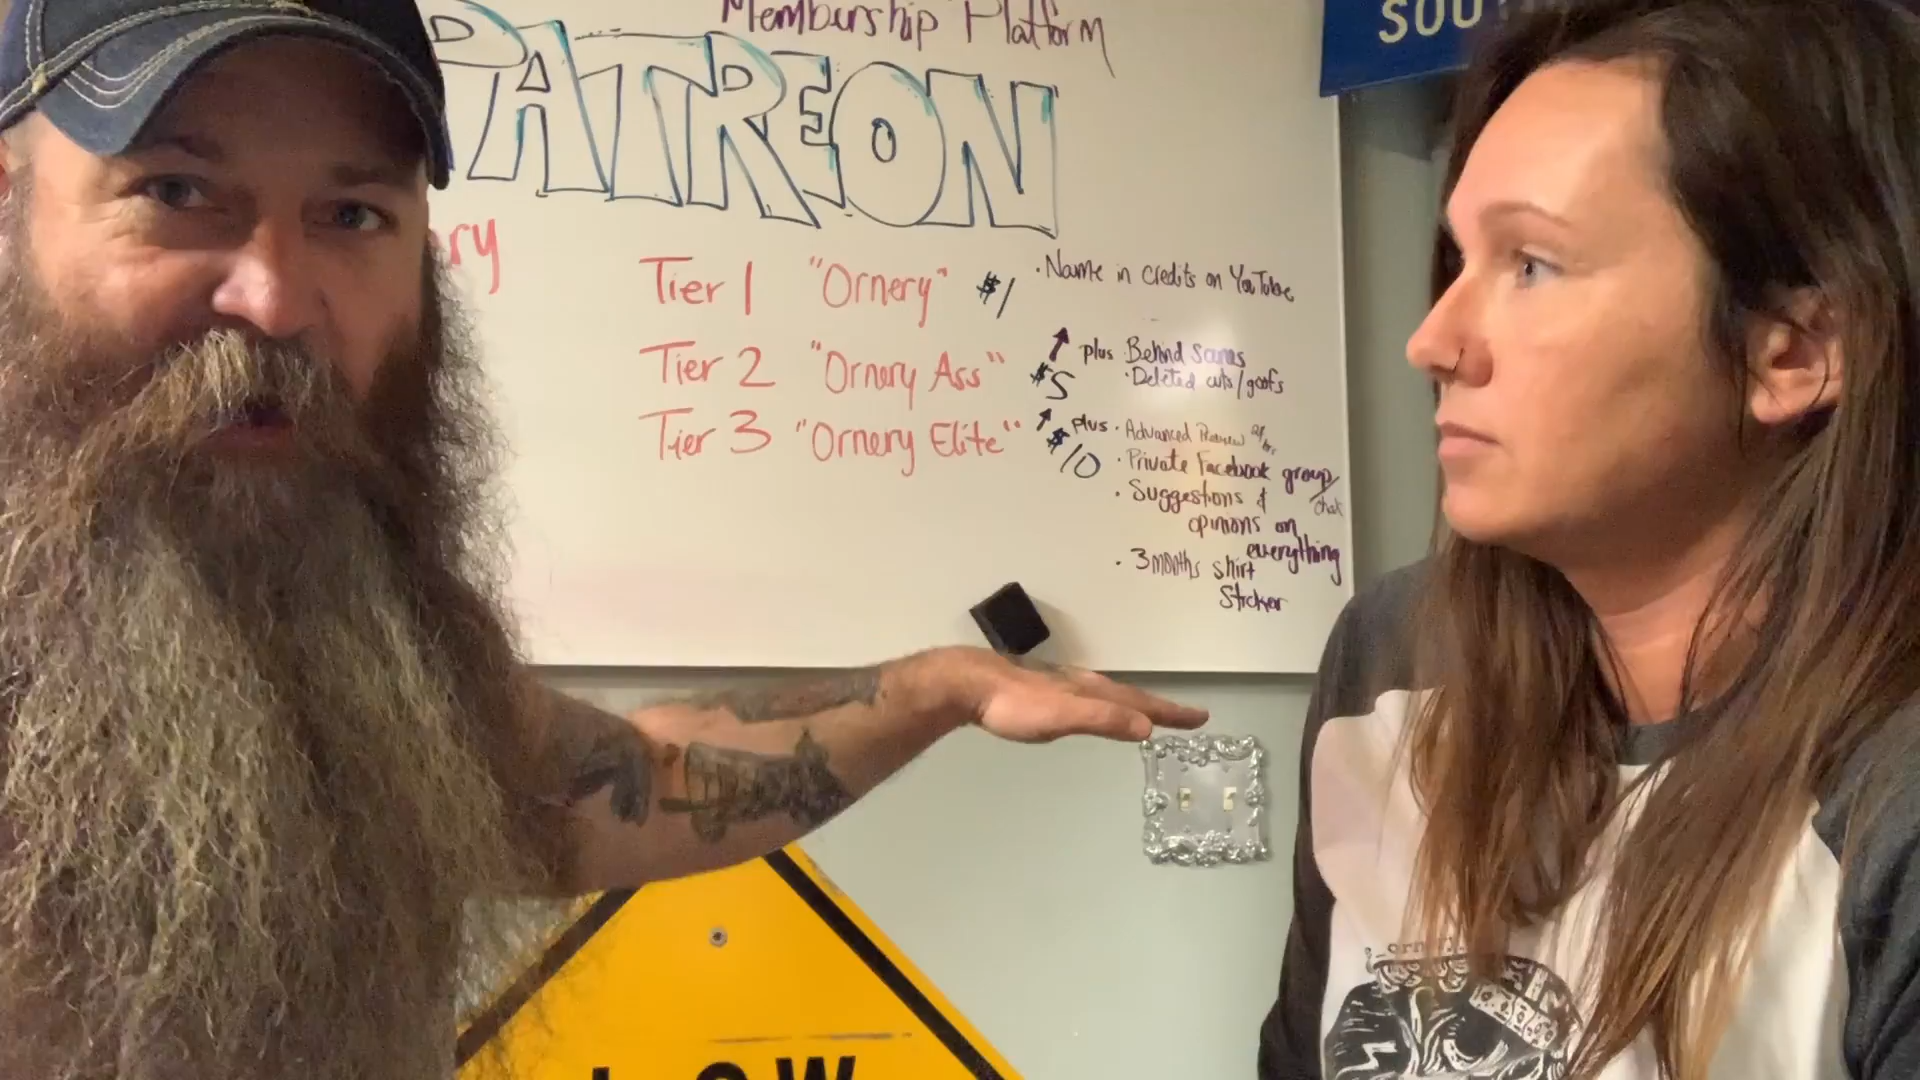 Membership Platform
PATREON
SOU
ry
Tier 1 "Ornery" $1 · Name in credits on YouTube
Tier 2 "Ornery Ass" $5 plus · Behind Scenes
· Deleted cuts/goofs
Tier 3 "Ornery Elite" $10 plus · Advanced
· Private Facebook group/chat
· Suggestions &
opinions on
everything
· 3 months shirt
Sticker
LOW